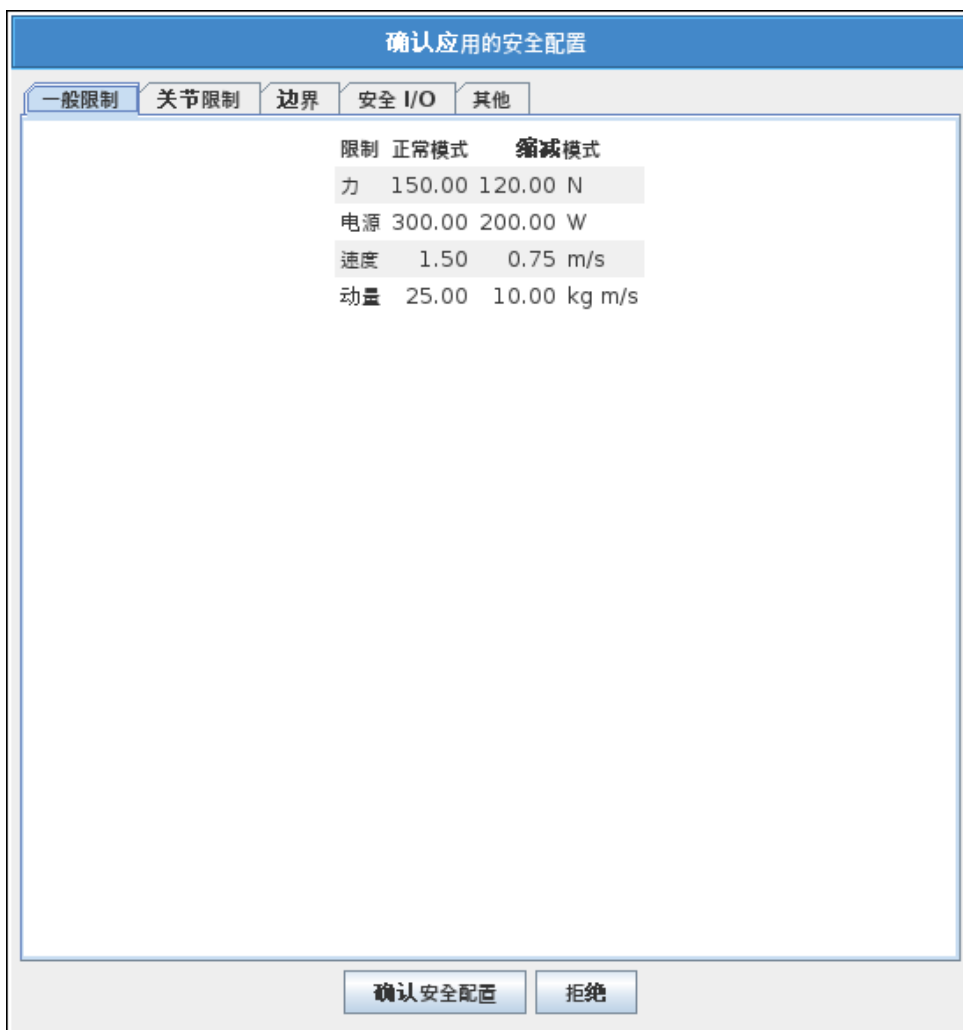 确认应用的安全配置
一般限制 关节限制 边界 安全 I/O 其他
限制 正常模式 缩减模式
力 150.00 120.00 N
电源 300.00 200.00 W
速度 1.50 0.75 m/s
动量 25.00 10.00 kg m/s
确认安全配置 拒绝